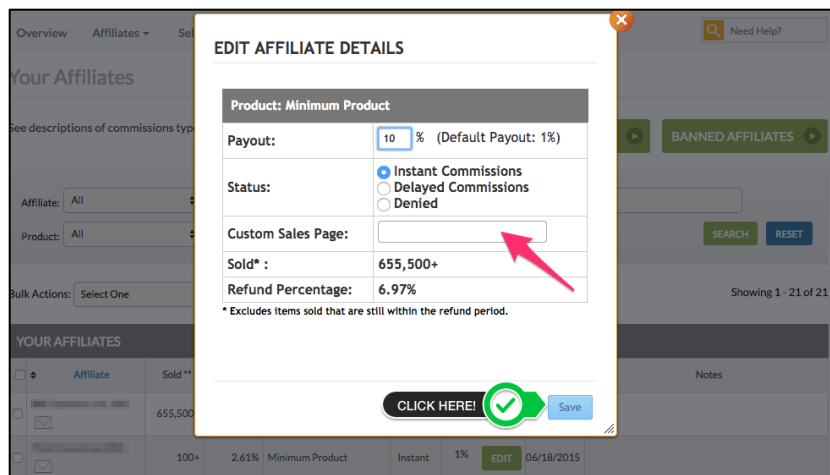 Overview Affiliates Sel Need Help?
EDIT AFFILIATE DETAILS
Your Affiliates
Product: Minimum Product
See descriptions of commissions typ
Payout: 10 % (Default Payout: 1%)
BANNED AFFILIATES
Status: Instant Commissions
Delayed Commissions
Denied
Affiliate: All
Product: All
Custom Sales Page:
SEARCH RESET
Sold* : 655,500+
Refund Percentage: 6.97%
Bulk Actions: Select One
Showing 1 - 21 of 21
* Excludes items sold that are still within the refund period.
YOUR AFFILIATES
Affiliate Sold ** Notes
CLICK HERE! Save
655,500
100+ 2.61% Minimum Product Instant 1% EDIT 06/18/2015